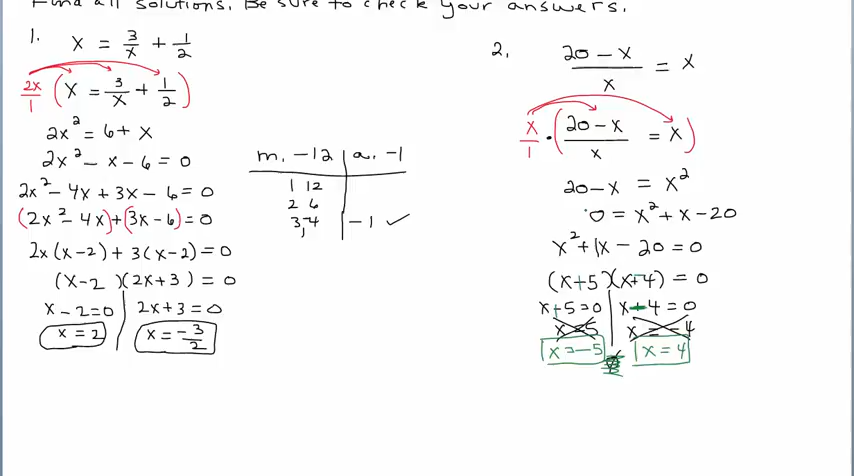 Find all solutions. Be sure to check your answers.
1.
x = 3/x + 1/2
2x/1 (x = 3/x + 1/2)
2x² = 6 + x
2x² - x - 6 = 0
2x² - 4x + 3x - 6 = 0
(2x² - 4x) + (3x - 6) = 0
2x(x - 2) + 3(x - 2) = 0
(x - 2)(2x + 3) = 0
x - 2 = 0 | 2x + 3 = 0
x = 2 | x = -3/2
m. -12 | a. -1
1 12
2 6
3, -4 | -1 ✓
2.
(20 - x)/x = x
x/1 • ((20 - x)/x = x)
20 - x = x²
0 = x² + x - 20
x² + 1x - 20 = 0
(x + 5)(x - 4) = 0
x + 5 = 0 | x - 4 = 0
x = 5 | x = -4
x = -5 | x = 4